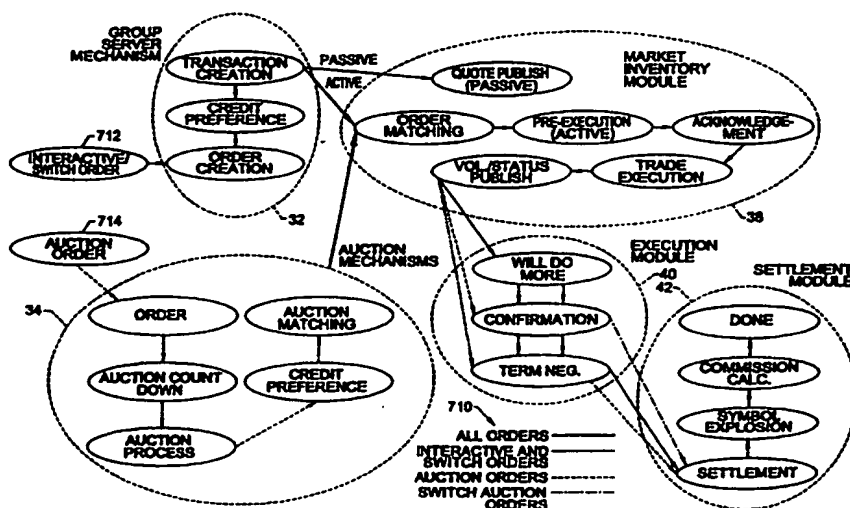 GROUP
SERVER
MECHANISM
TRANSACTION
CREATION
CREDIT
PREFERENCE
ORDER
CREATION
712
INTERACTIVE/
SWITCH ORDER
32
PASSIVE
ACTIVE
QUOTE PUBLISH
(PASSIVE)
MARKET
INVENTORY
MODULE
ORDER
MATCHING
PRE-EXECUTION
(ACTIVE)
ACKNOWLEDGE-
MENT
VOL/STATUS
PUBLISH
TRADE
EXECUTION
38
714
AUCTION
ORDER
AUCTION
MECHANISMS
34
ORDER
AUCTION
MATCHING
AUCTION COUNT
DOWN
CREDIT
PREFERENCE
AUCTION
PROCESS
EXECUTION
MODULE
40
WILL DO
MORE
CONFIRMATION
TERM NEG.
SETTLEMENT
MODULE
42
DONE
COMMISSION
CALC.
SYMBOL
EXPLOSION
SETTLEMENT
710
ALL ORDERS
INTERACTIVE AND
SWITCH ORDERS
AUCTION ORDERS
SWITCH AUCTION
ORDERS